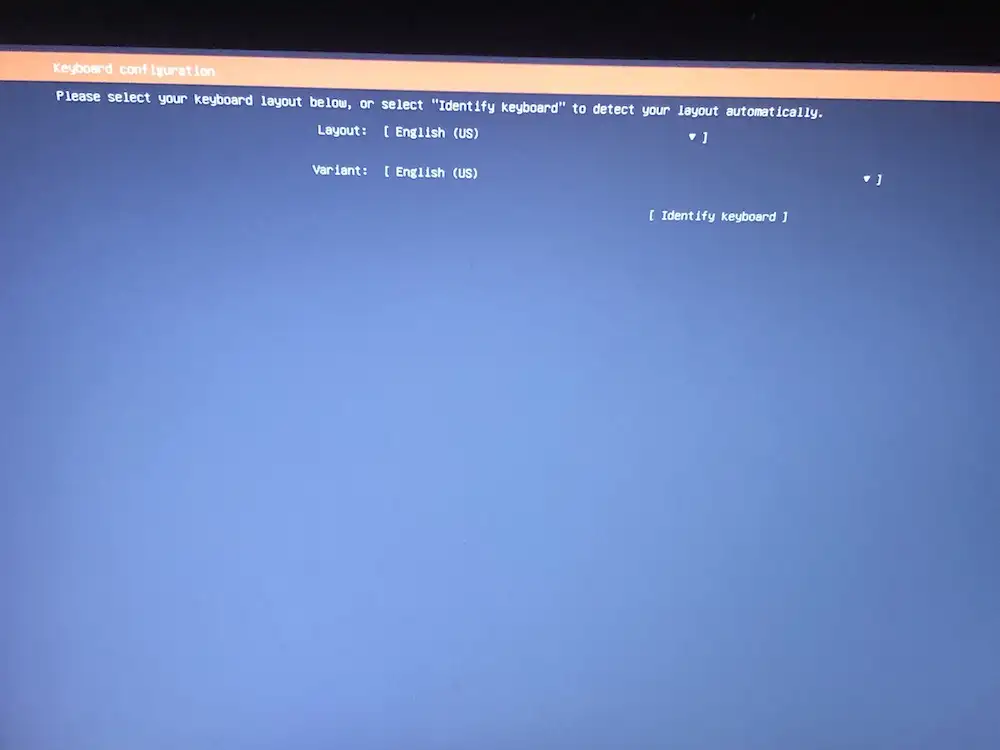 Keyboard configuration
Please select your keyboard layout below, or select "Identify keyboard" to detect your layout automatically.
Layout: [ English (US) ▾ ]
Variant: [ English (US) ▾ ]
[ Identify keyboard ]